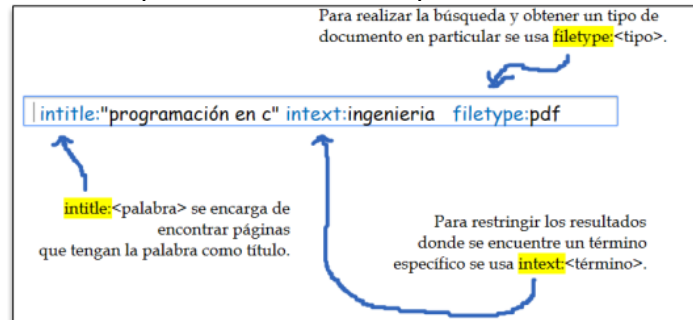 Para realizar la búsqueda y obtener un tipo de
documento en particular se usa filetype:<tipo>.
intitle:"programación en c" intext:ingenieria filetype:pdf
intitle:<palabra> se encarga de
encontrar páginas
que tengan la palabra como título.
Para restringir los resultados
donde se encuentre un término
específico se usa intext:<término>.